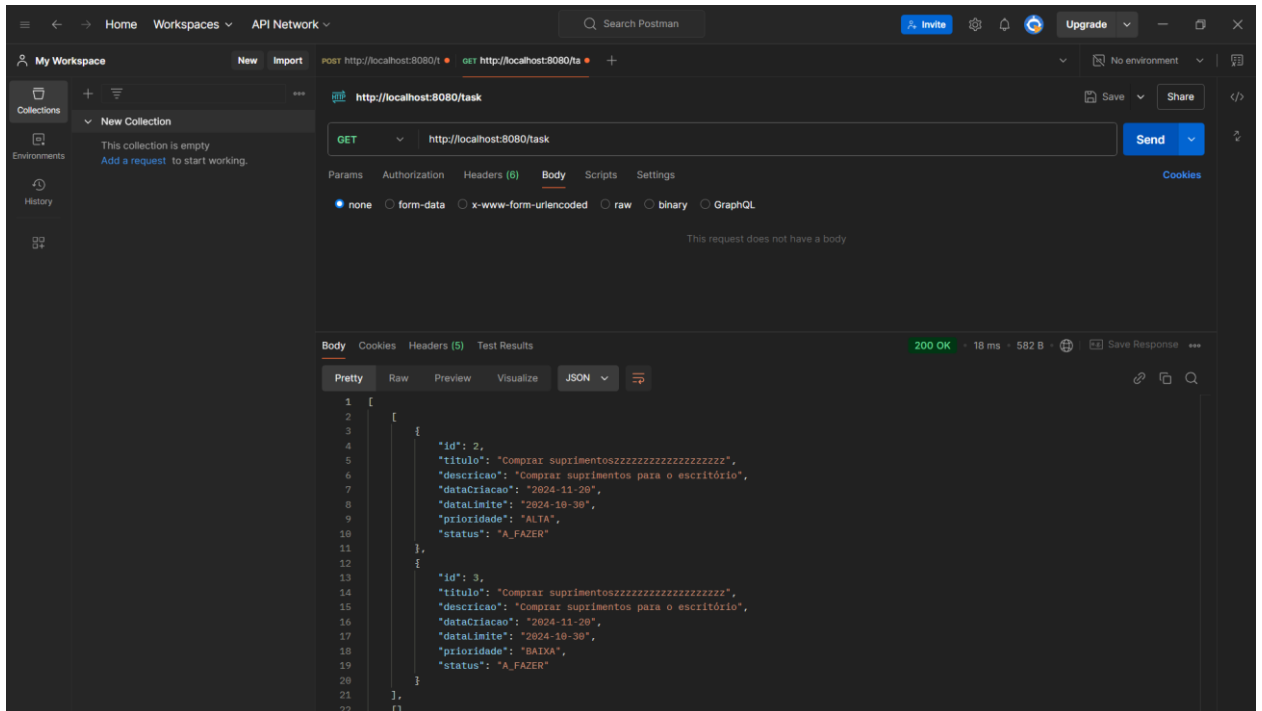 Home Workspaces API Network Search Postman Invite Upgrade
My Workspace New Import POST http://localhost:8080/t GET http://localhost:8080/ta No environment
Collections
Environments
History
New Collection
This collection is empty
Add a request to start working.
http://localhost:8080/task Save Share
GET http://localhost:8080/task Send
Params Authorization Headers (6) Body Scripts Settings Cookies
none form-data x-www-form-urlencoded raw binary GraphQL
This request does not have a body
Body Cookies Headers (5) Test Results 200 OK 18 ms 582 B Save Response
Pretty Raw Preview Visualize JSON
1 [
2 [
3 {
4 "id": 2,
5 "titulo": "Comprar suprimentoszzzzzzzzzzzzzzzzzzzz",
6 "descricao": "Comprar suprimentos para o escritório",
7 "dataCriacao": "2024-11-20",
8 "dataLimite": "2024-10-30",
9 "prioridade": "ALTA",
10 "status": "A_FAZER"
11 },
12 {
13 "id": 3,
14 "titulo": "Comprar suprimentoszzzzzzzzzzzzzzzzzzzz",
15 "descricao": "Comprar suprimentos para o escritório",
16 "dataCriacao": "2024-11-20",
17 "dataLimite": "2024-10-30",
18 "prioridade": "BAIXA",
19 "status": "A_FAZER"
20 }
21 ],
22 []